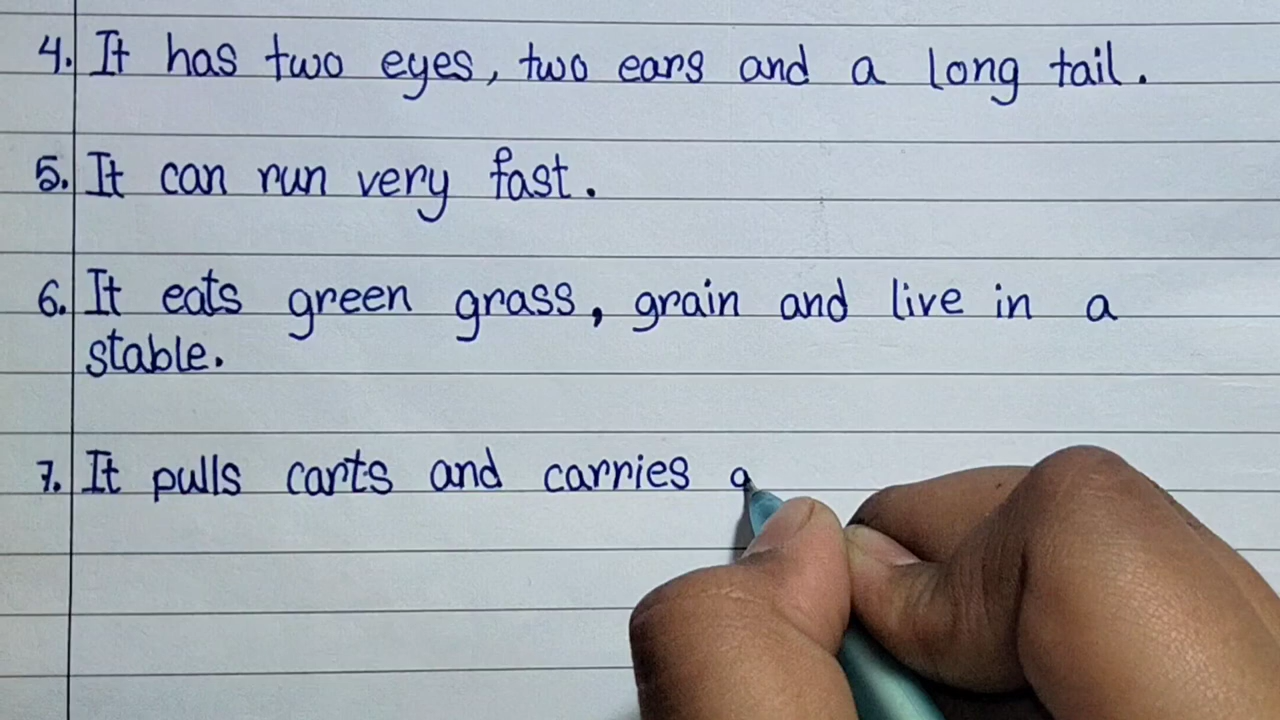 4. It has two eyes, two ears and a long tail.
5. It can run very fast.
6. It eats green grass, grain and live in a
stable.
7. It pulls carts and carries